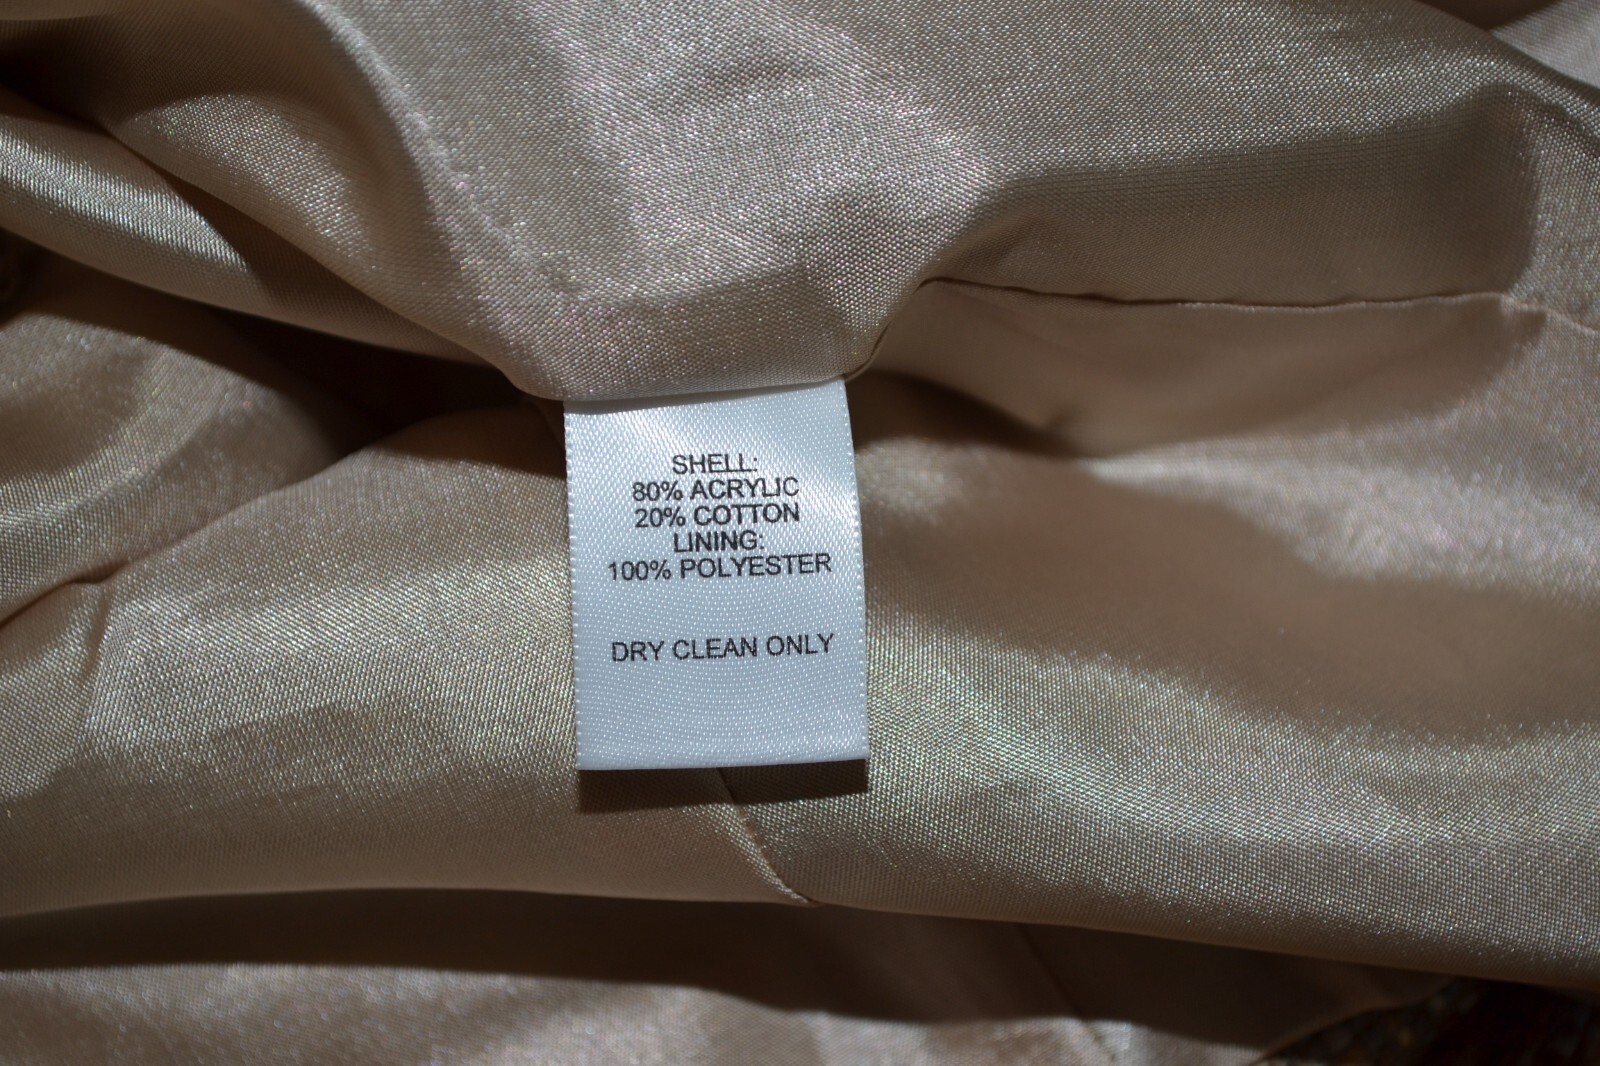 SHELL:
80% ACRYLIC
20% COTTON
LINING:
100% POLYESTER
DRY CLEAN ONLY